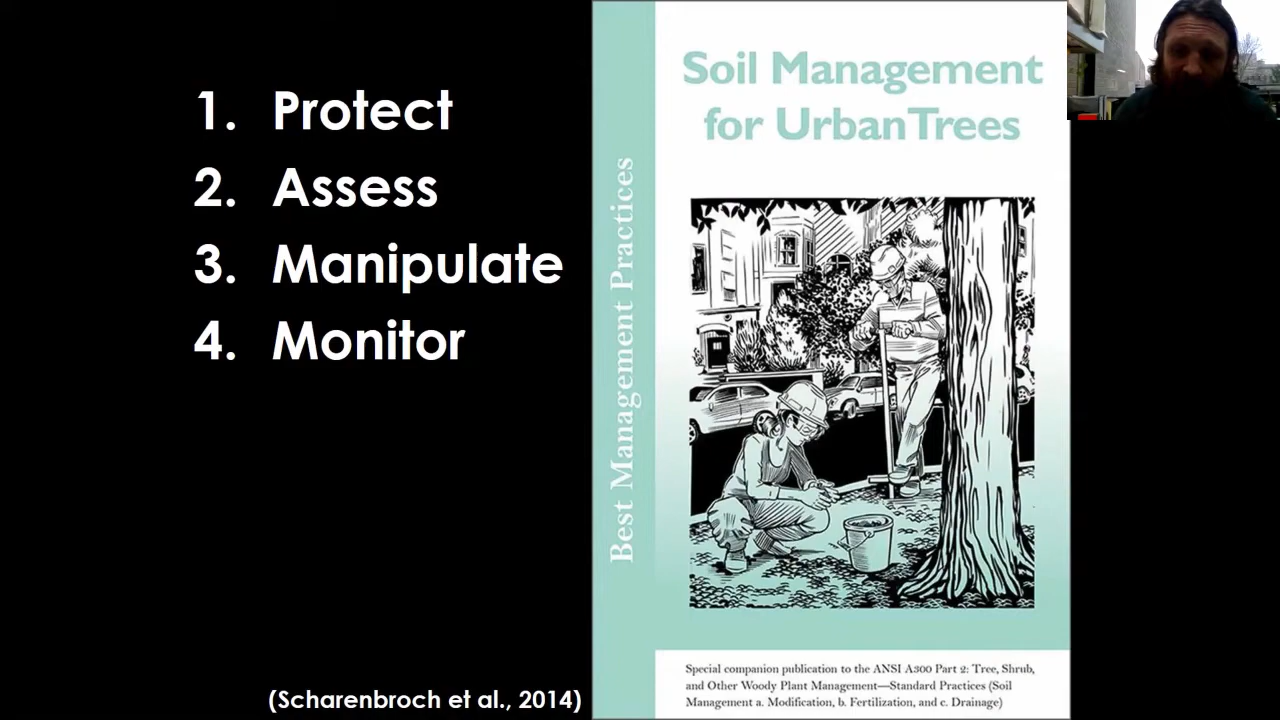 1. Protect
2. Assess
3. Manipulate
4. Monitor
(Scharenbroch et al., 2014)
Best Management Practices
Soil Management
for Urban Trees
Special companion publication to the ANSI A300 Part 2: Tree, Shrub,
and Other Woody Plant Management—Standard Practices (Soil
Management a. Modification, b. Fertilization, and c. Drainage)